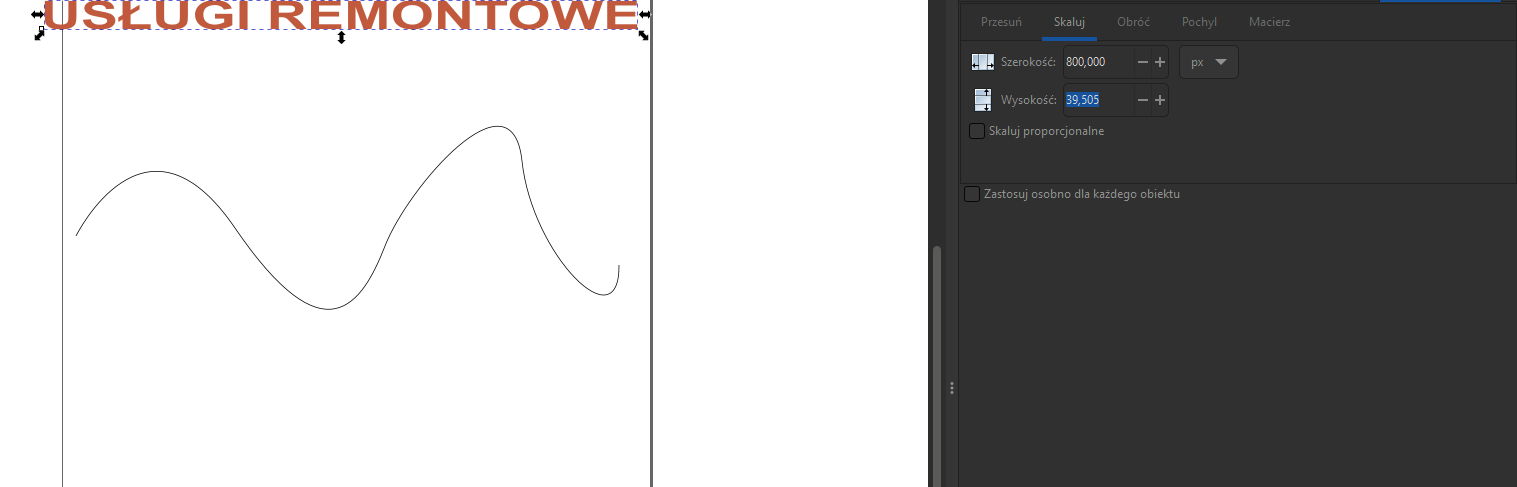 USŁUGI REMONTOWE
Przesuń Skaluj Obróć Pochyl Macierz
Szerokość: 800,000 px
Wysokość: 39,505
Skaluj proporcjonalne
Zastosuj osobno dla każdego obiektu